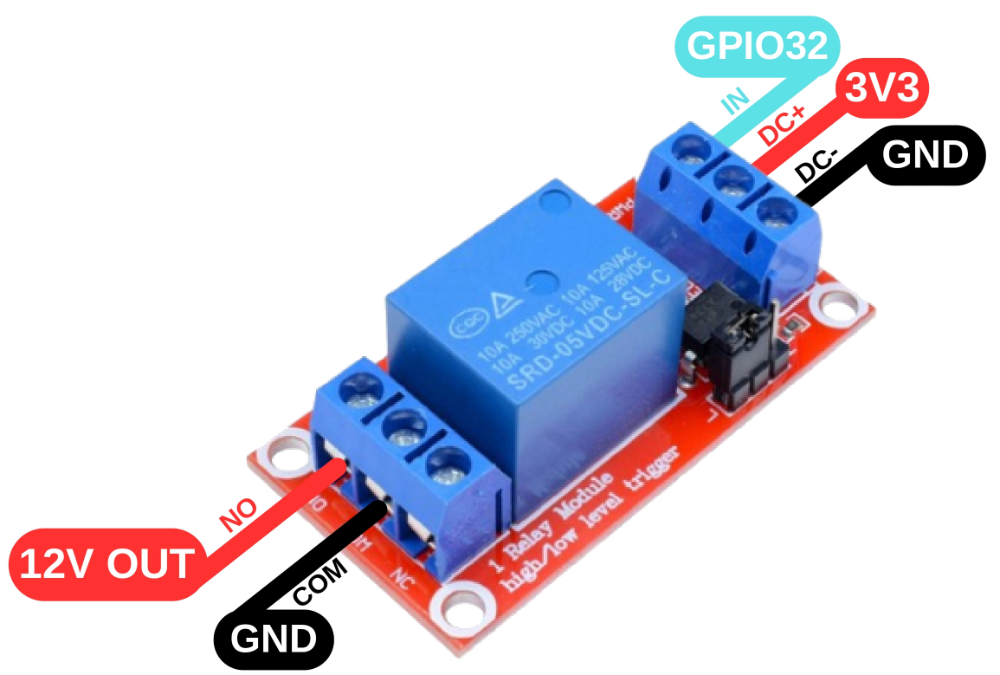 GPIO32
IN
3V3
DC+
GND
DC-
CQC
10A 250VAC 10A 125VAC
10A 30VDC 10A 28VDC
SRD-05VDC-SL-C
NO
12V OUT
COM
GND
NC
1 Relay Module
high/low level trigger